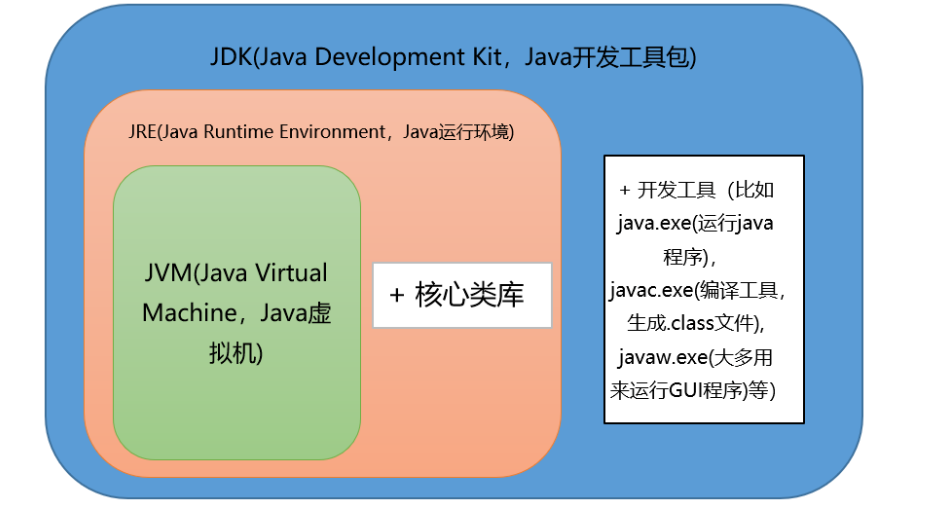 JDK(Java Development Kit，Java开发工具包)
JRE(Java Runtime Environment，Java运行环境)
JVM(Java Virtual
Machine，Java虚
拟机)
+ 核心类库
+ 开发工具（比如
java.exe(运行java
程序)，
javac.exe(编译工具，
生成.class文件),
javaw.exe(大多用
来运行GUI程序)等）